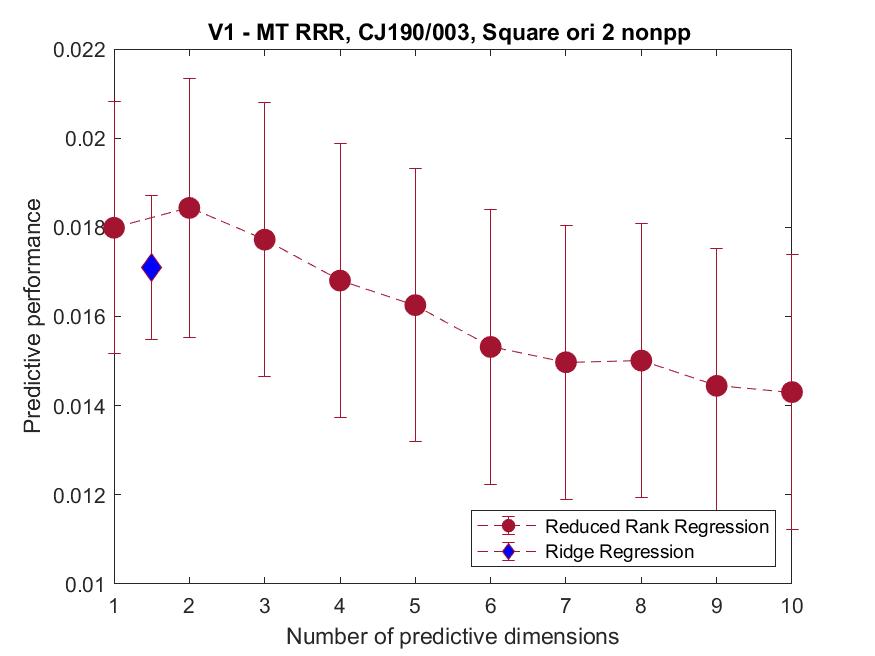 V1 - MT RRR, CJ190/003, Square ori 2 nonpp
0.022
0.02
0.018
0.016
0.014
0.012
0.01
Predictive performance
1 2 3 4 5 6 7 8 9 10
Number of predictive dimensions
Reduced Rank Regression
Ridge Regression